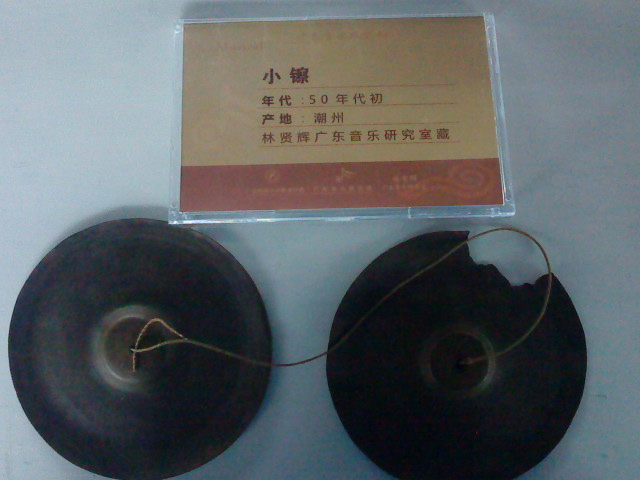 小镲
年代:50年代初
产地:潮州
林贤辉广东音乐研究室藏